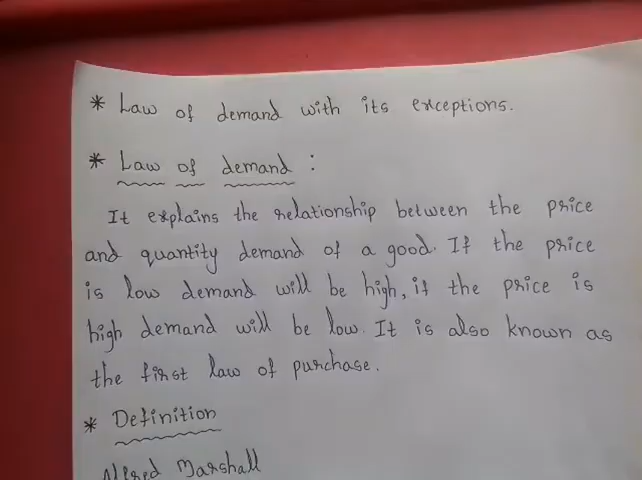 * Law of demand with its exceptions.
* Law of demand :
It explains the relationship between the price
and quantity demand of a good. If the price
is low demand will be high, if the price is
high demand will be low. It is also known as
the first law of purchase.
* Definition
Alfred Marshall